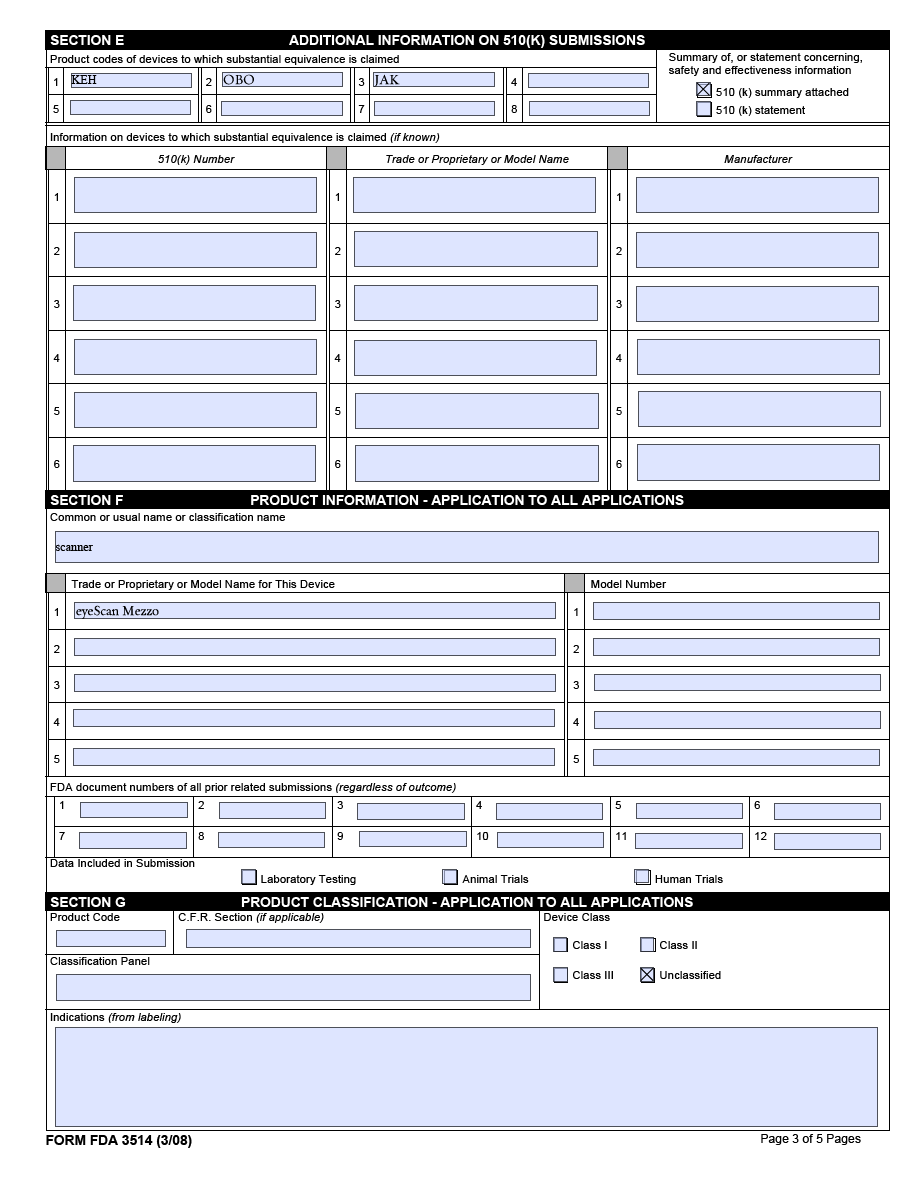 SECTION E ADDITIONAL INFORMATION ON 510(K) SUBMISSIONS
Product codes of devices to which substantial equivalence is claimed
Summary of, or statement concerning, safety and effectiveness information
1 KEH 2 OBO 3 JAK 4
5 6 7 8
510 (k) summary attached
510 (k) statement
Information on devices to which substantial equivalence is claimed (if known)
510(k) Number Trade or Proprietary or Model Name Manufacturer
1 1 1
2 2 2
3 3 3
4 4 4
5 5 5
6 6 6
SECTION F PRODUCT INFORMATION - APPLICATION TO ALL APPLICATIONS
Common or usual name or classification name
scanner
Trade or Proprietary or Model Name for This Device Model Number
1 eyeScan Mezzo 1
2 2
3 3
4 4
5 5
FDA document numbers of all prior related submissions (regardless of outcome)
1 2 3 4 5 6
7 8 9 10 11 12
Data Included in Submission
Laboratory Testing Animal Trials Human Trials
SECTION G PRODUCT CLASSIFICATION - APPLICATION TO ALL APPLICATIONS
Product Code C.F.R. Section (if applicable) Device Class
Class I Class II
Classification Panel
Class III Unclassified
Indications (from labeling)
FORM FDA 3514 (3/08) Page 3 of 5 Pages